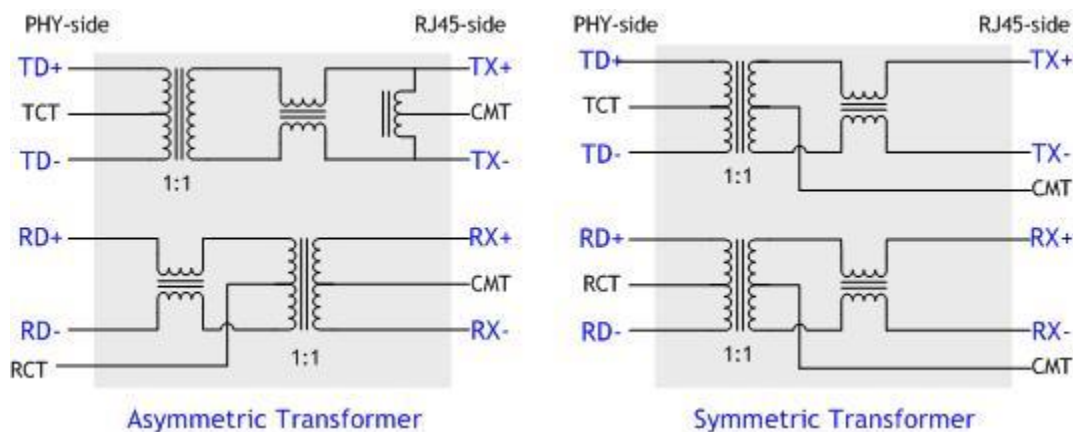 PHY-side
RJ45-side
TD+
TX+
TCT
CMT
TD-
TX-
1:1
RD+
RX+
CMT
RD-
RX-
RCT
1:1
Asymmetric Transformer
PHY-side
RJ45-side
TD+
TX+
TCT
TD-
TX-
1:1
CMT
RD+
RX+
RCT
RD-
RX-
1:1
CMT
Symmetric Transformer